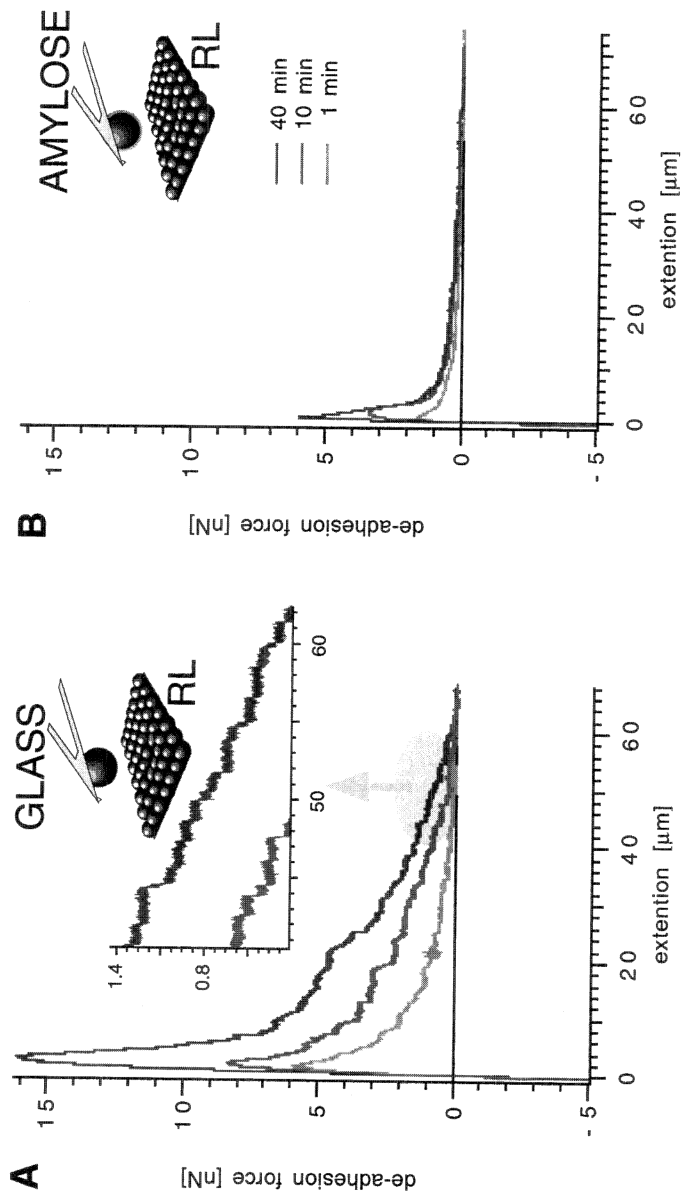 A
GLASS
RL
1.4
0.8
50
60
15
10
5
0
- 5
0
20
40
60
de-adhesion force [nN]
extention [µm]
B
AMYLOSE
RL
40 min
10 min
1 min
15
10
5
0
- 5
0
20
40
60
de-adhesion force [nN]
extention [µm]